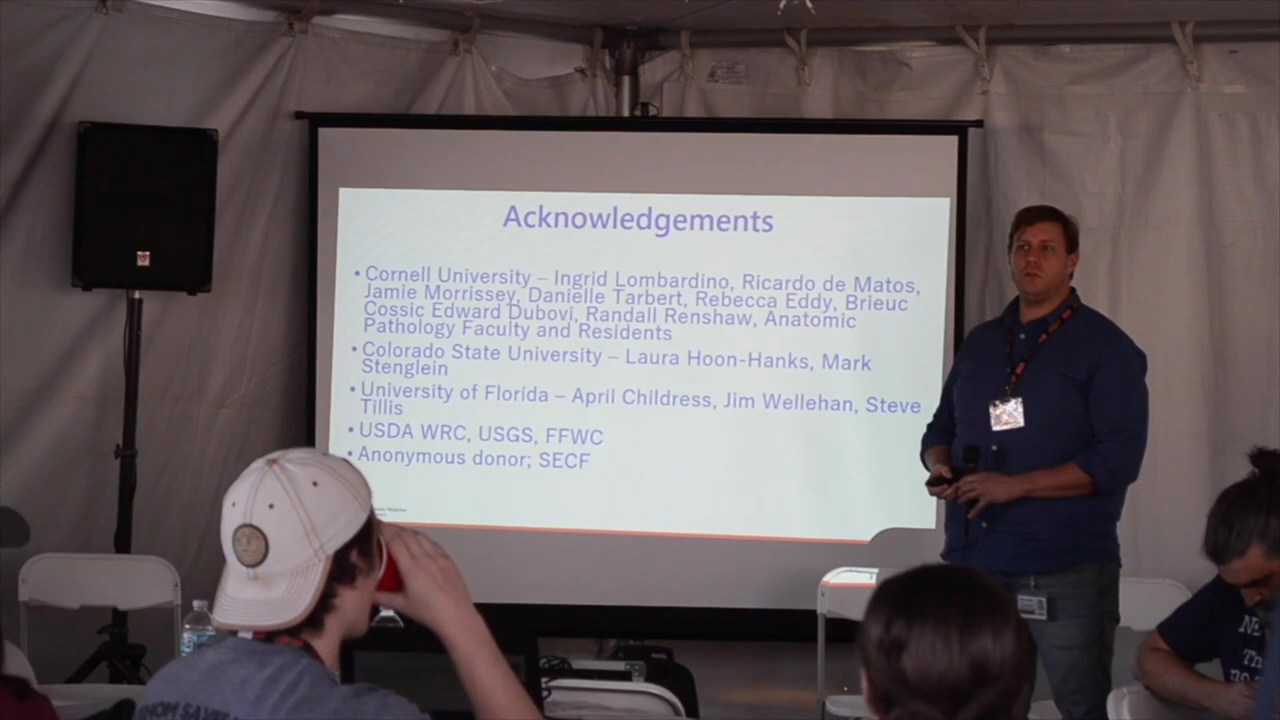 Acknowledgements
• Cornell University – Ingrid Lombardino, Ricardo de Matos,
Jamie Morrissey, Danielle Tarbert, Rebecca Eddy, Brieuc
Cossic Edward Dubovi, Randall Renshaw, Anatomic
Pathology Faculty and Residents
• Colorado State University – Laura Hoon-Hanks, Mark
Stenglein
• University of Florida – April Childress, Jim Wellehan, Steve
Tillis
• USDA WRC, USGS, FFWC
• Anonymous donor; SECF